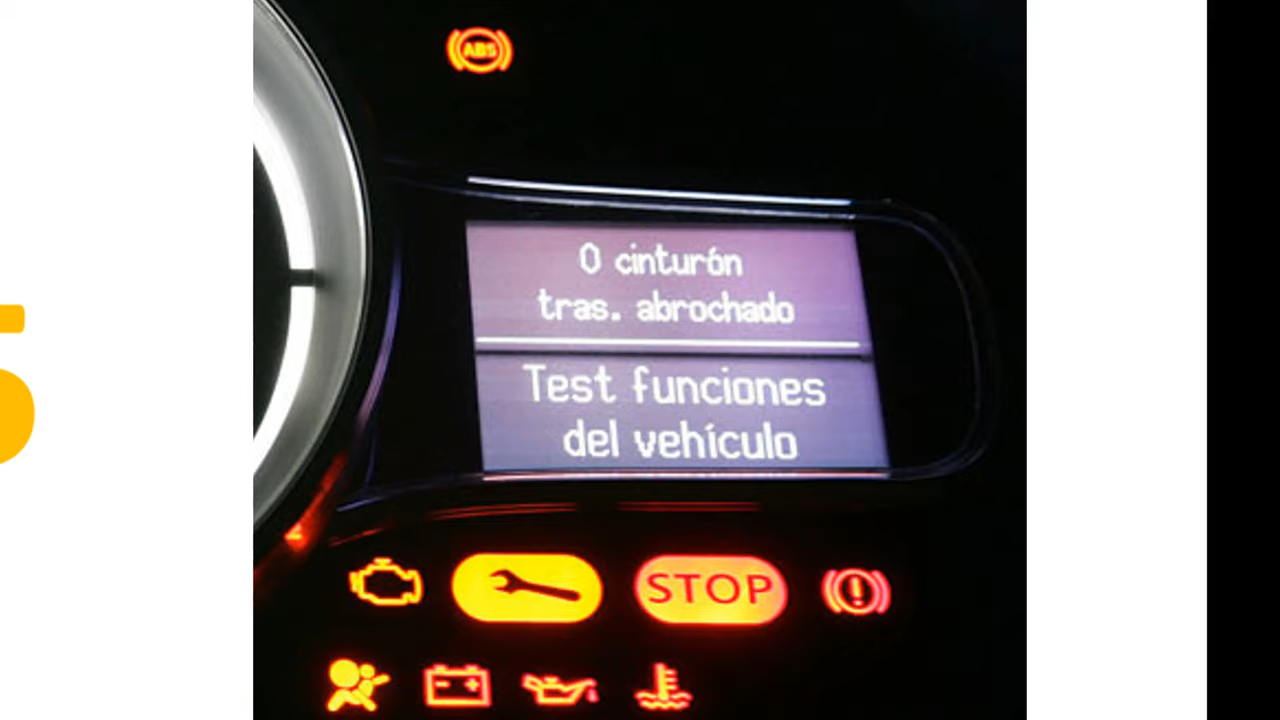 ABS
0 cinturón
tras. abrochado
Test funciones
del vehículo
STOP